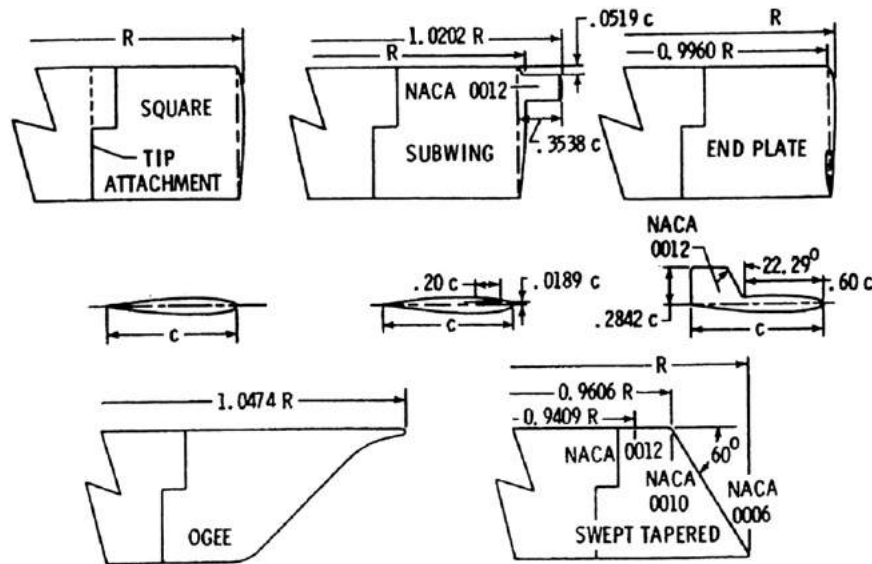 R
SQUARE
TIP
ATTACHMENT
c
1.0202 R
R
.0519 c
NACA 0012
.3538 c
SUBWING
.20 c
.0189 c
c
R
0.9960 R
END PLATE
NACA
0012
22.29°
.60 c
.2842 c
c
1.0474 R
OGEE
R
0.9606 R
0.9409 R
NACA 0012
60°
NACA
0010
NACA
0006
SWEPT TAPERED